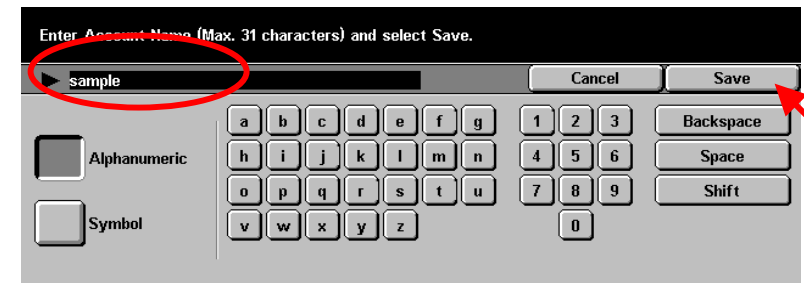 Enter Account Name (Max. 31 characters) and select Save.
sample
Cancel
Save
a b c d e f g
1 2 3
Backspace
Alphanumeric
h i j k l m n
4 5 6
Space
o p q r s t u
7 8 9
Shift
Symbol
v w x y z
0